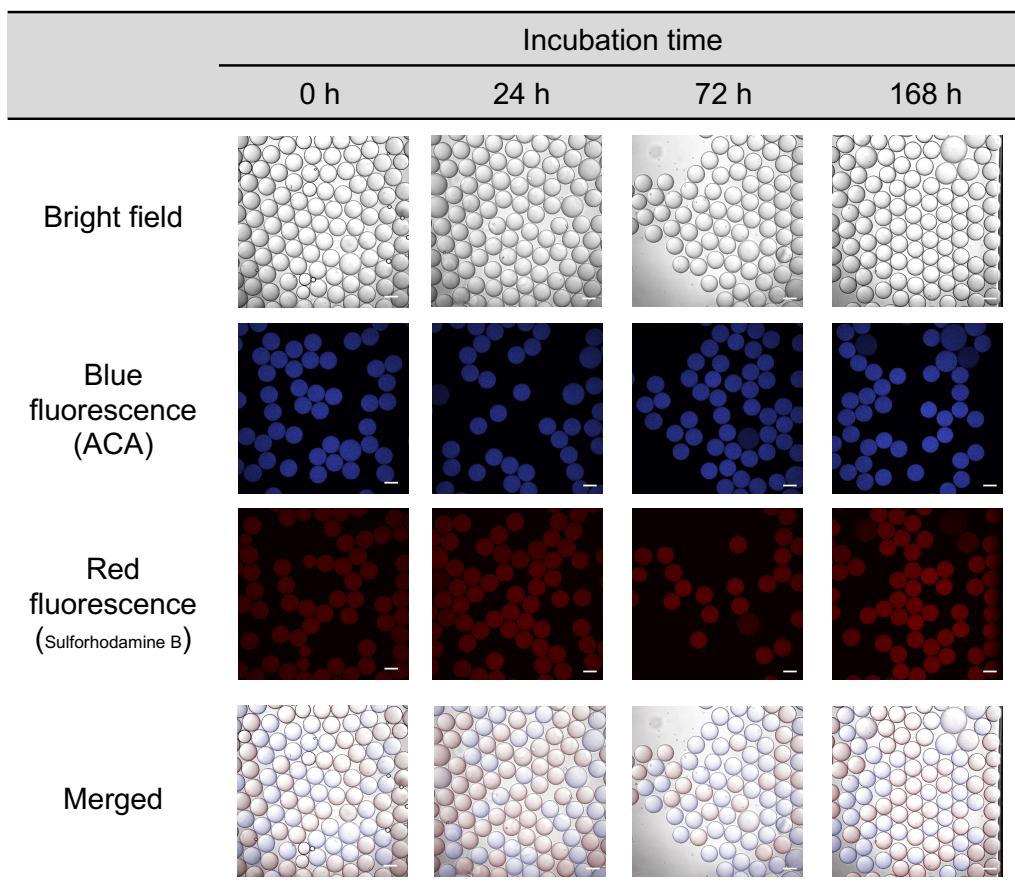 Incubation time
0 h
24 h
72 h
168 h
Bright field
Blue
fluorescence
(ACA)
Red
fluorescence
(Sulforhodamine B)
Merged